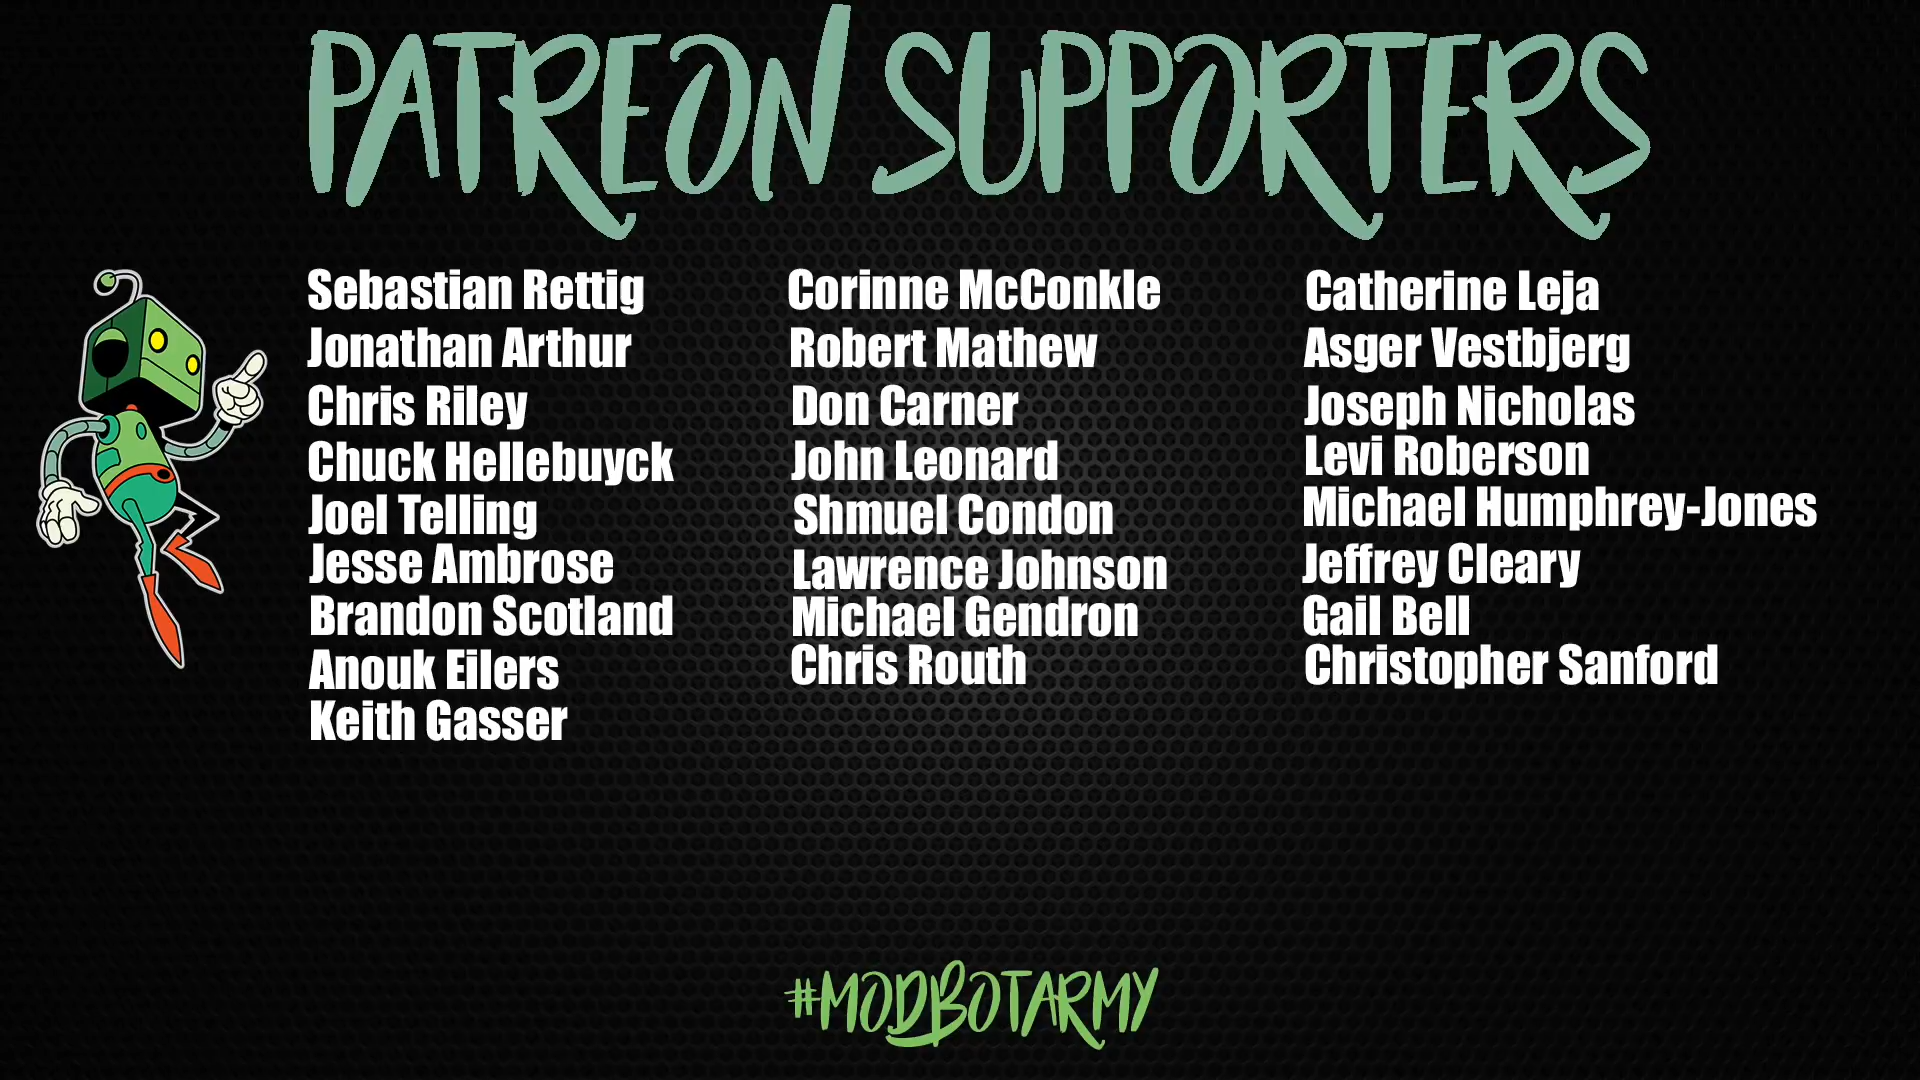 PATREON SUPPORTERS
Sebastian Rettig
Jonathan Arthur
Chris Riley
Chuck Hellebuyck
Joel Telling
Jesse Ambrose
Brandon Scotland
Anouk Eilers
Keith Gasser
Corinne McConkle
Robert Mathew
Don Carner
John Leonard
Shmuel Condon
Lawrence Johnson
Michael Gendron
Chris Routh
Catherine Leja
Asger Vestbjerg
Joseph Nicholas
Levi Roberson
Michael Humphrey-Jones
Jeffrey Cleary
Gail Bell
Christopher Sanford
#MODBOTARMY